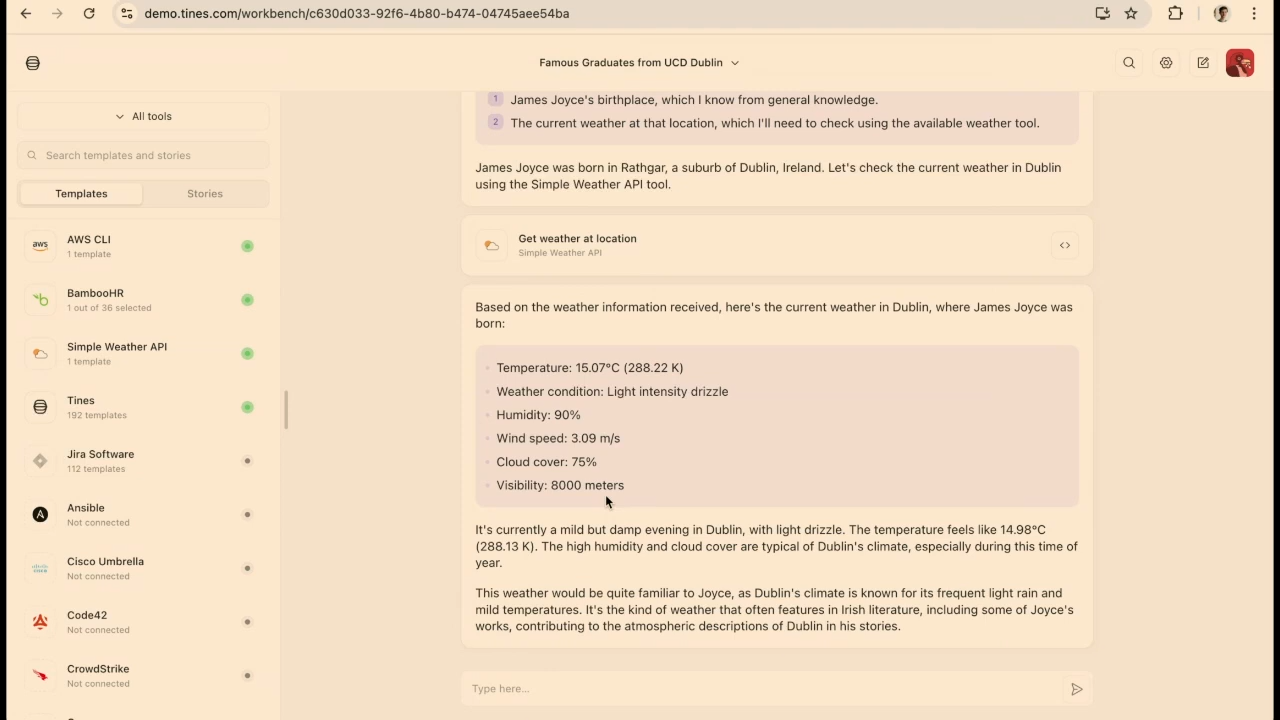 demo.tines.com/workbench/c630d033-92f6-4b80-b474-04745aee54ba
Famous Graduates from UCD Dublin
All tools
Search templates and stories
Templates
Stories
aws
AWS CLI
1 template
BambooHR
1 out of 36 selected
Simple Weather API
1 template
Tines
192 templates
Jira Software
112 templates
Ansible
Not connected
Cisco Umbrella
Not connected
Code42
Not connected
CrowdStrike
Not connected
1 James Joyce's birthplace, which I know from general knowledge.
2 The current weather at that location, which I'll need to check using the available weather tool.
James Joyce was born in Rathgar, a suburb of Dublin, Ireland. Let's check the current weather in Dublin
using the Simple Weather API tool.
Get weather at location
Simple Weather API
Based on the weather information received, here's the current weather in Dublin, where James Joyce was
born:
Temperature: 15.07°C (288.22 K)
Weather condition: Light intensity drizzle
Humidity: 90%
Wind speed: 3.09 m/s
Cloud cover: 75%
Visibility: 8000 meters
It's currently a mild but damp evening in Dublin, with light drizzle. The temperature feels like 14.98°C
(288.13 K). The high humidity and cloud cover are typical of Dublin's climate, especially during this time of
year.
This weather would be quite familiar to Joyce, as Dublin's climate is known for its frequent light rain and
mild temperatures. It's the kind of weather that often features in Irish literature, including some of Joyce's
works, contributing to the atmospheric descriptions of Dublin in his stories.
Type here...